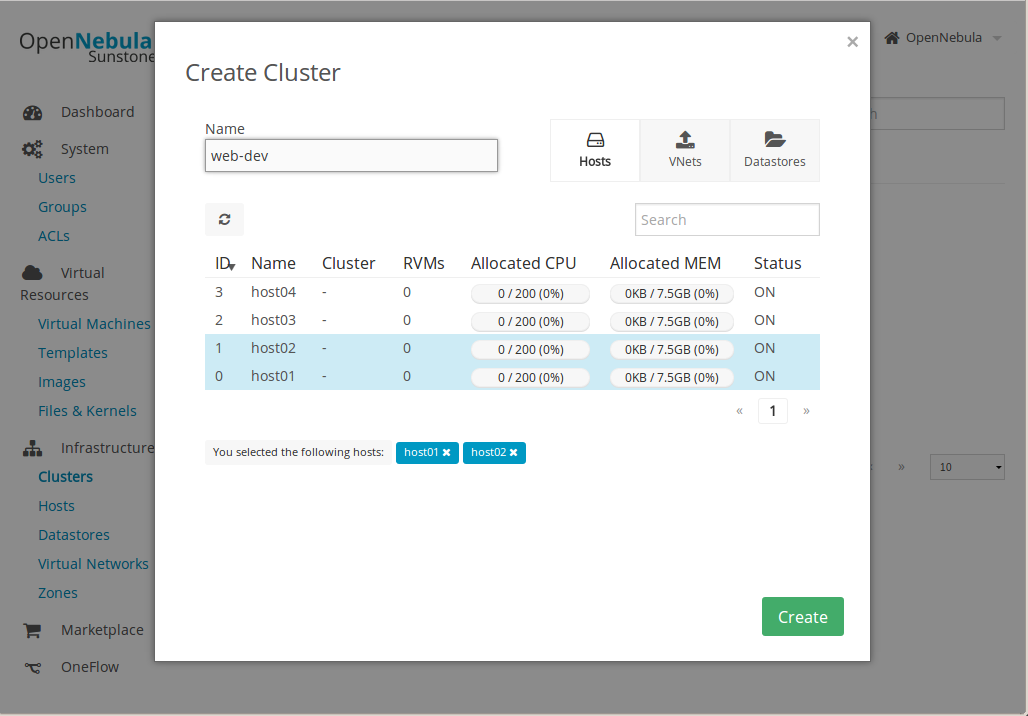 OpenNebula
Sunstone
OpenNebula
Create Cluster
×
Dashboard
System
Users
Groups
ACLs
Virtual
Resources
Virtual Machines
Templates
Images
Files & Kernels
Infrastructure
Clusters
Hosts
Datastores
Virtual Networks
Zones
Marketplace
OneFlow
Name
web-dev
Hosts
VNets
Datastores
Search
ID Name Cluster RVMs Allocated CPU Allocated MEM Status
3 host04 - 0 0 / 200 (0%) 0KB / 7.5GB (0%) ON
2 host03 - 0 0 / 200 (0%) 0KB / 7.5GB (0%) ON
1 host02 - 0 0 / 200 (0%) 0KB / 7.5GB (0%) ON
0 host01 - 0 0 / 200 (0%) 0KB / 7.5GB (0%) ON
« 1 »
You selected the following hosts: host01 × host02 ×
» 10
Create